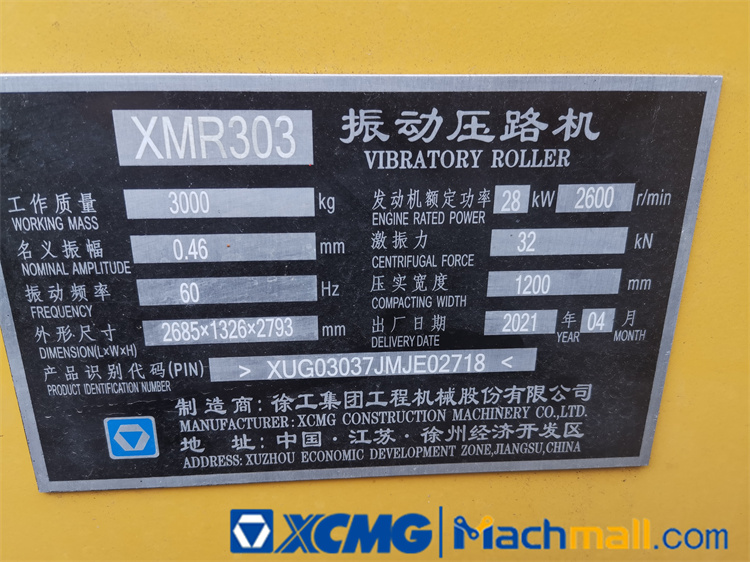 XMR303 振动压路机
VIBRATORY ROLLER
工作质量 3000 kg
WORKING MASS
发动机额定功率 28 kW 2600 r/min
ENGINE RATED POWER
名义振幅 0.46 mm
NOMINAL AMPLITUDE
激振力 32 kN
CENTRIFUGAL FORCE
振动频率 60 Hz
FREQUENCY
压实宽度 1200 mm
COMPACTING WIDTH
外形尺寸 2685×1326×2793 mm
DIMENSION(L×W×H)
出厂日期 2021 年 04 月
DELIVERY DATE YEAR MONTH
产品识别代码(PIN) > XUG03037JMJE02718 <
PRODUCT IDENTIFICATION NUMBER
制造商:徐工集团工程机械股份有限公司
MANUFACTURER: XCMG CONSTRUCTION MACHINERY CO.,LTD.
地 址:中国·江苏·徐州经济开发区
ADDRESS: XUZHOU ECONOMIC DEVELOPMENT ZONE,JIANGSU,CHINA
XCMG | Machmall.com